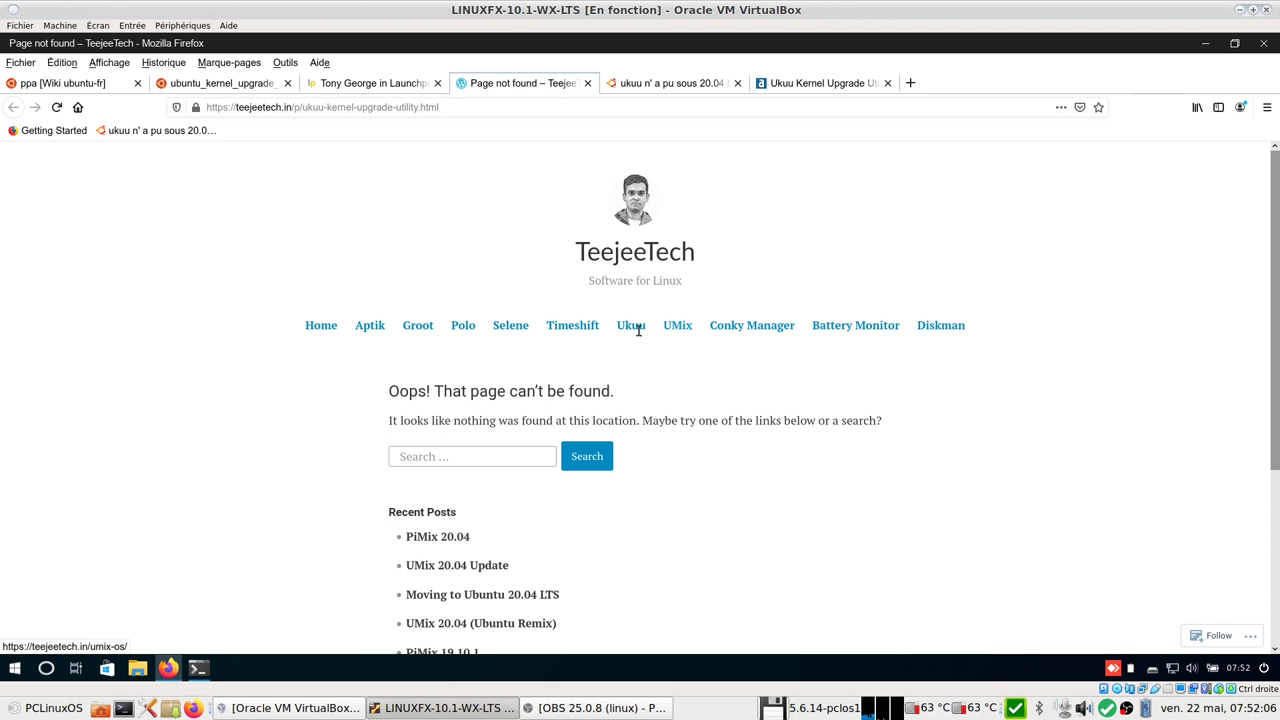 LINUXFX-10.1-WX-LTS [En fonction] - Oracle VM VirtualBox
Fichier Machine Écran Entrée Périphériques Aide
Page not found – TeejeeTech - Mozilla Firefox
Fichier Édition Affichage Historique Marque-pages Outils Aide
ppa [Wiki ubuntu-fr] ubuntu_kernel_upgrade_ Tony George in Launchp Page not found – Teejee ukuu n' a pu sous 20.04 Ukuu Kernel Upgrade Ut
https://teejeetech.in/p/ukuu-kernel-upgrade-utility.html
Getting Started ukuu n' a pu sous 20.0…
TeejeeTech
Software for Linux
Home Aptik Groot Polo Selene Timeshift Ukuu UMix Conky Manager Battery Monitor Diskman
Oops! That page can’t be found.
It looks like nothing was found at this location. Maybe try one of the links below or a search?
Search … Search
Recent Posts
PiMix 20.04
UMix 20.04 Update
Moving to Ubuntu 20.04 LTS
UMix 20.04 (Ubuntu Remix)
PiMix 19.10.1
Follow
https://teejeetech.in/umix-os/
07:52
Ctrl droite
PCLinuxOS [Oracle VM VirtualBox… LINUXFX-10.1-WX-LTS … [OBS 25.0.8 (linux) - P… 5.6.14-pclos1 63 °C 63 °C ven. 22 mai, 07:52:06